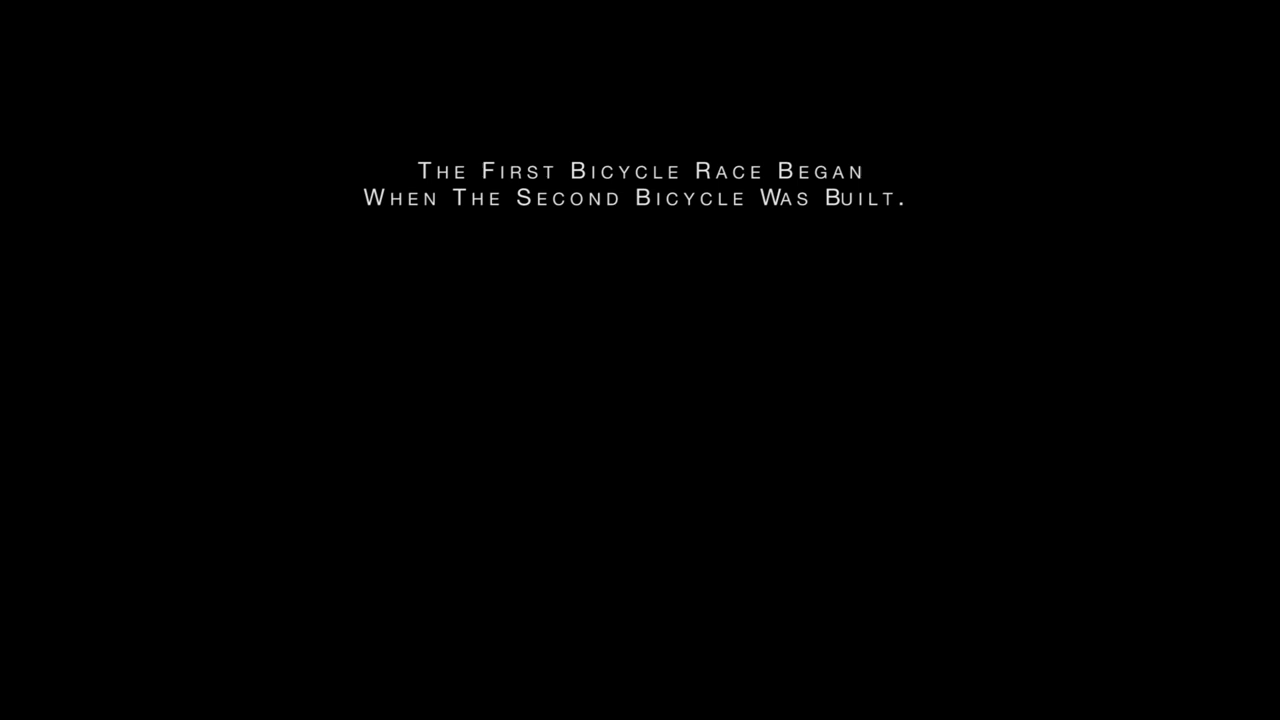 The First Bicycle Race Began
When The Second Bicycle Was Built.